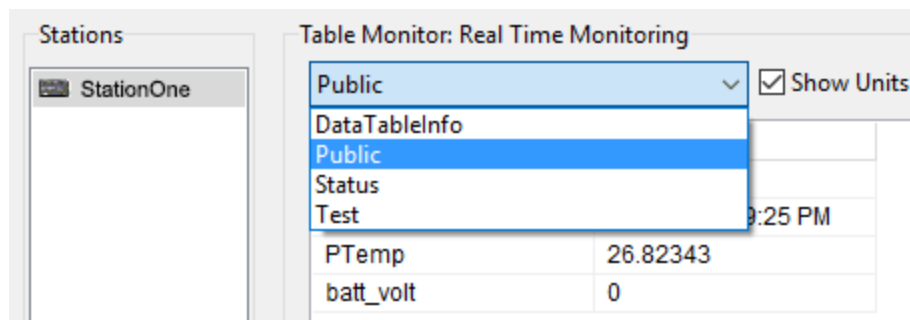 Stations
Table Monitor: Real Time Monitoring
StationOne
Public
Show Units
DataTableInfo
Public
Status
Test
9:25 PM
PTemp 26.82343
batt_volt 0